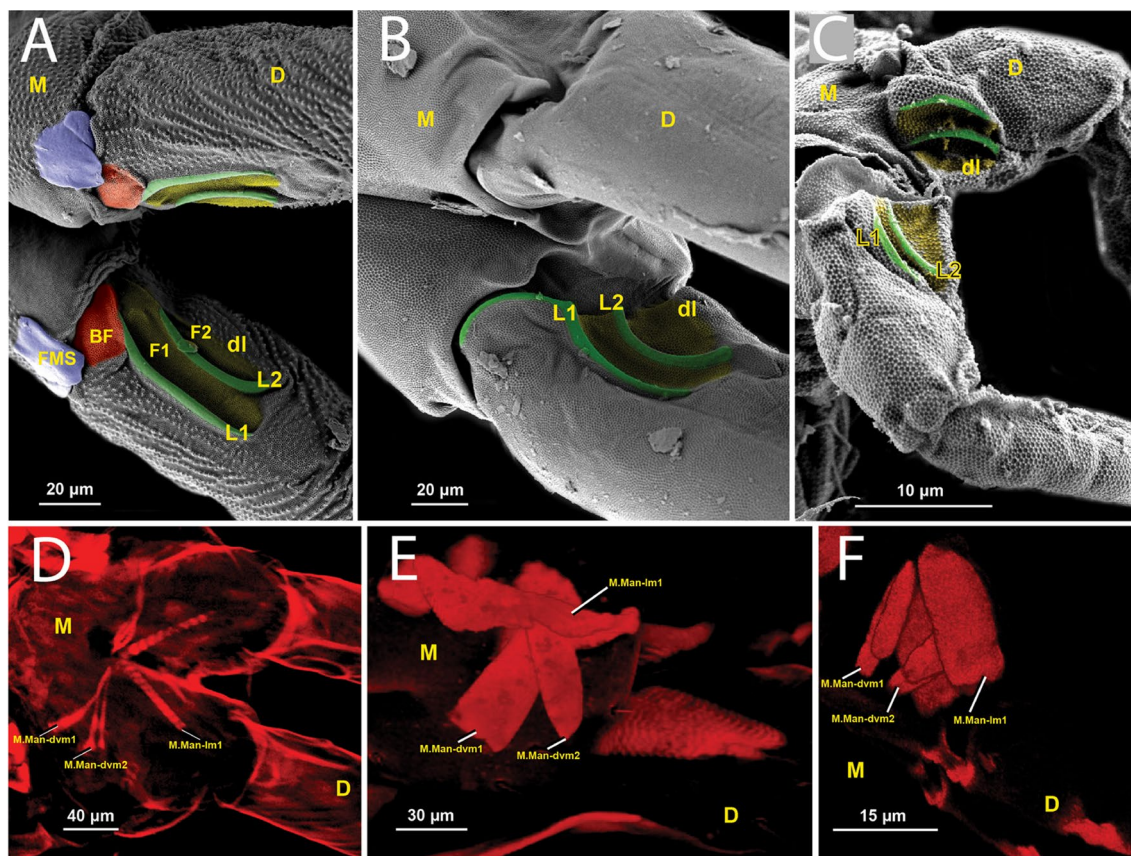 A
M
D
FMS
BF
F1
F2
dl
L2
L1
20 µm
B
M
D
L1
L2
dl
20 µm
C
M
D
dl
L1
L2
10 µm
D
M
M.Man-dvm1
M.Man-dvm2
M.Man-lm1
D
40 µm
E
M.Man-lm1
M
M.Man-dvm1
M.Man-dvm2
D
30 µm
F
M.Man-dvm1
M.Man-dvm2
M.Man-lm1
M
D
15 µm